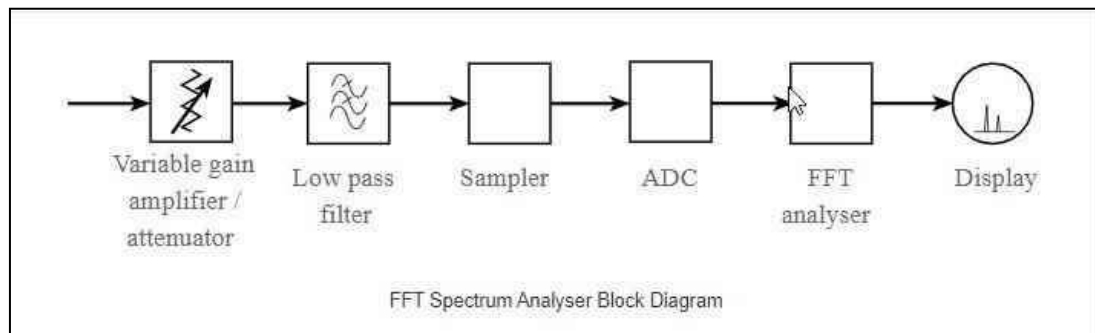 Variable gain
amplifier /
attenuator
Low pass
filter
Sampler
ADC
FFT
analyser
Display
FFT Spectrum Analyser Block Diagram